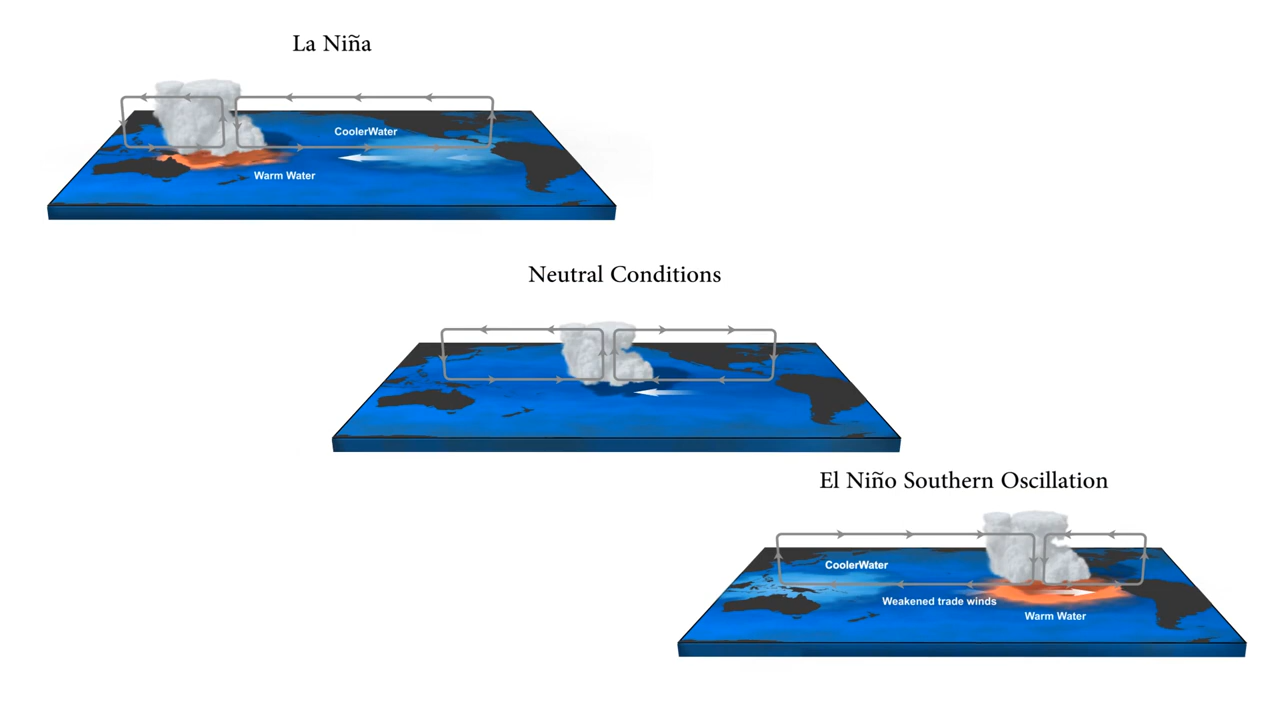 La Niña
CoolerWater
Warm Water
Neutral Conditions
El Niño Southern Oscillation
CoolerWater
Weakened trade winds
Warm Water